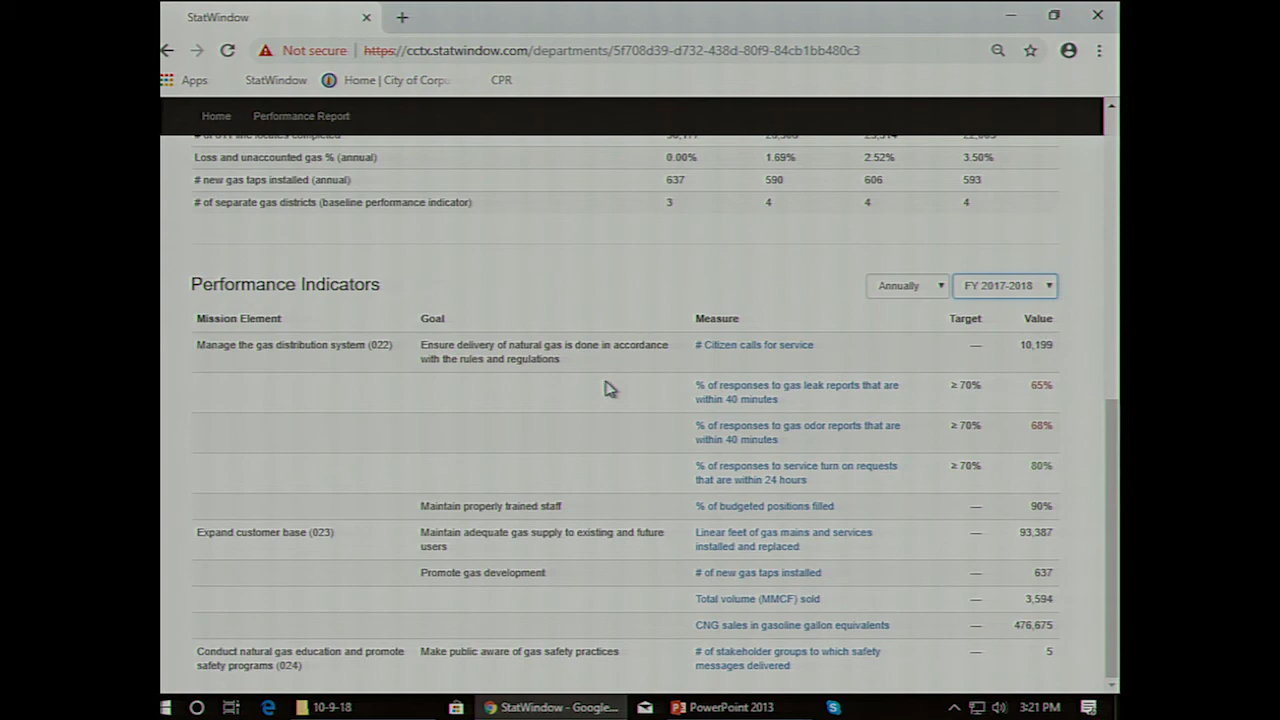 StatWindow
Not secure | https://cctx.statwindow.com/departments/5f708d39-d732-438d-80f9-84cb1bb480c3
Apps StatWindow Home | City of Corpu CPR
Home Performance Report
Loss and unaccounted gas % (annual) 0.00% 1.69% 2.52% 3.50%
# new gas taps installed (annual) 637 590 606 593
# of separate gas districts (baseline performance indicator) 3 4 4 4
Performance Indicators Annually FY 2017-2018
Mission Element Goal Measure Target Value
Manage the gas distribution system (022) Ensure delivery of natural gas is done in accordance # Citizen calls for service — 10,199
with the rules and regulations
% of responses to gas leak reports that are ≥ 70% 65%
within 40 minutes
% of responses to gas odor reports that are ≥ 70% 68%
within 40 minutes
% of responses to service turn on requests ≥ 70% 80%
that are within 24 hours
Maintain properly trained staff % of budgeted positions filled — 90%
Expand customer base (023) Maintain adequate gas supply to existing and future Linear feet of gas mains and services — 93,387
users installed and replaced
Promote gas development # of new gas taps installed — 637
Total volume (MMCF) sold — 3,594
CNG sales in gasoline gallon equivalents — 476,675
Conduct natural gas education and promote Make public aware of gas safety practices # of stakeholder groups to which safety — 5
safety programs (024) messages delivered
10-9-18 StatWindow - Google... PowerPoint 2013 3:21 PM